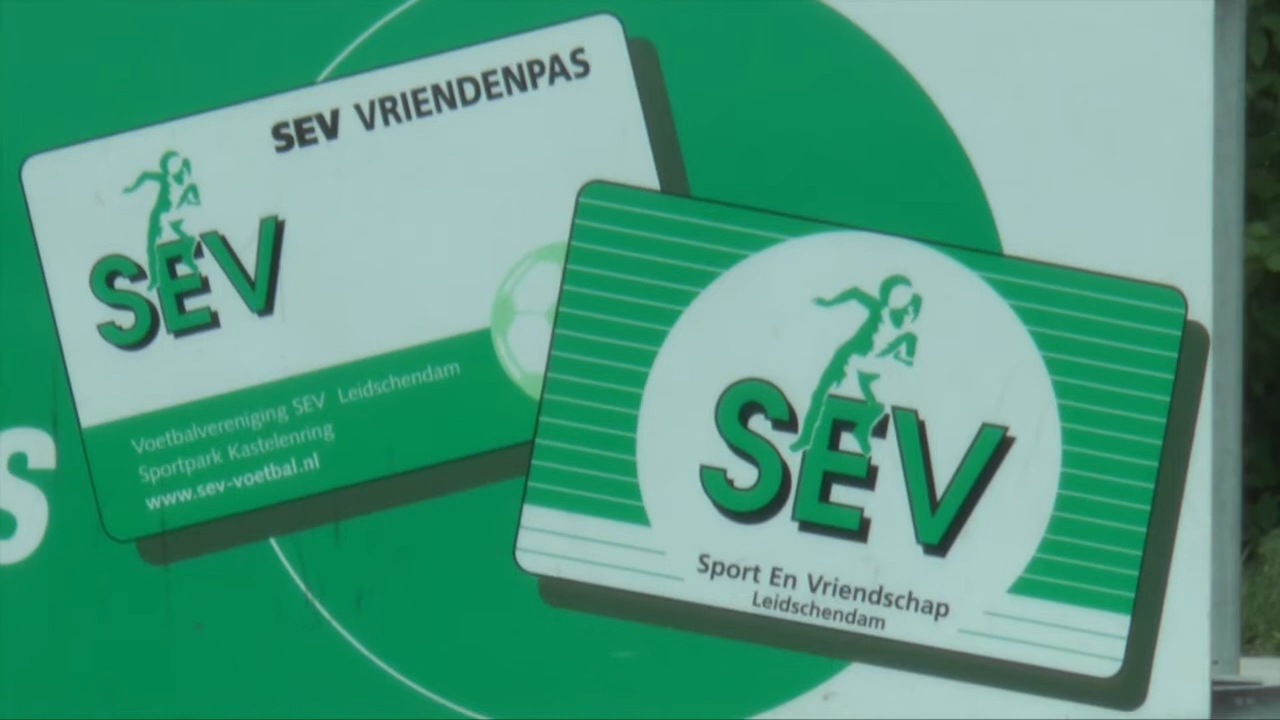 SEV VRIENDENPAS
SEV
Voetbalvereniging SEV Leidschendam
Sportpark Kastelenring
www.sev-voetbal.nl
S
SEV
Sport En Vriendschap
Leidschendam